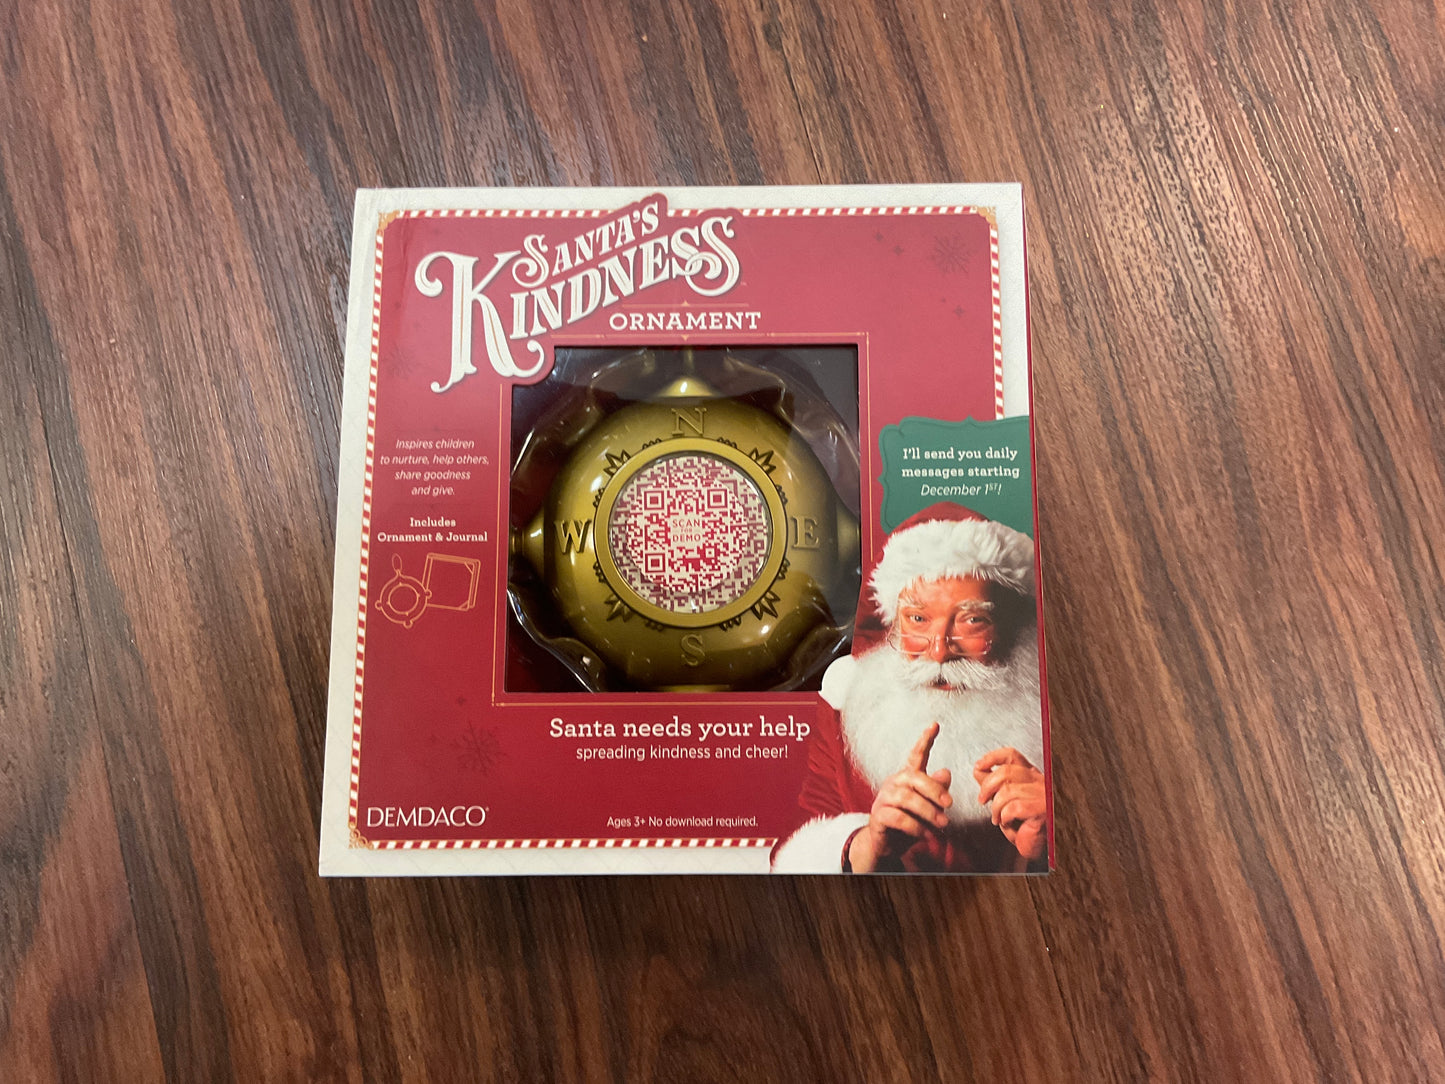 SANTA'S
KINDNESS
ORNAMENT
Inspires children
to nurture, help others,
share goodness
and give.
Includes
Ornament & Journal
N
W
E
S
SCAN
FOR
DEMO
I'll send you daily
messages starting
December 1ST!
Santa needs your help
spreading kindness and cheer!
DEMDACO®
Ages 3+ No download required.